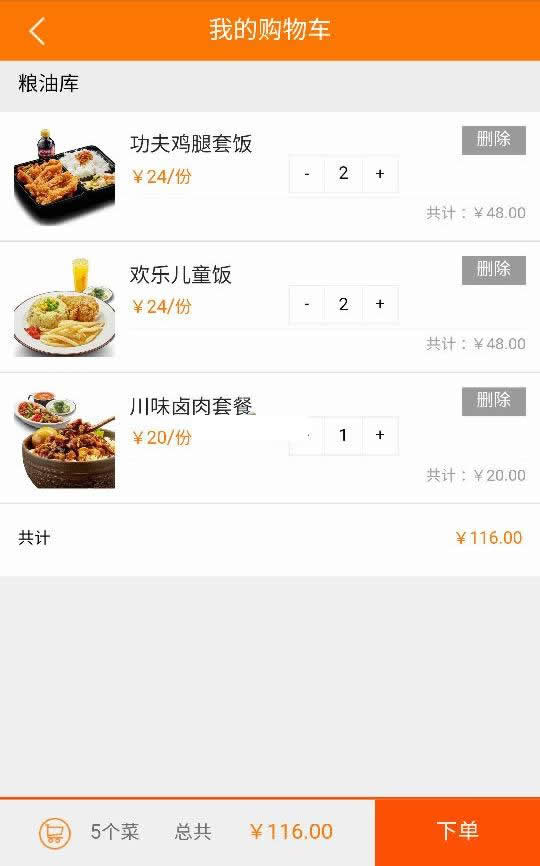 我的购物车
粮油库
功夫鸡腿套饭
删除
￥24/份
- 2 +
共计：￥48.00
欢乐儿童饭
删除
￥24/份
- 2 +
共计：￥48.00
川味卤肉套餐
删除
￥20/份
- 1 +
共计：￥20.00
共计 ￥116.00
5个菜 总共 ￥116.00 下单